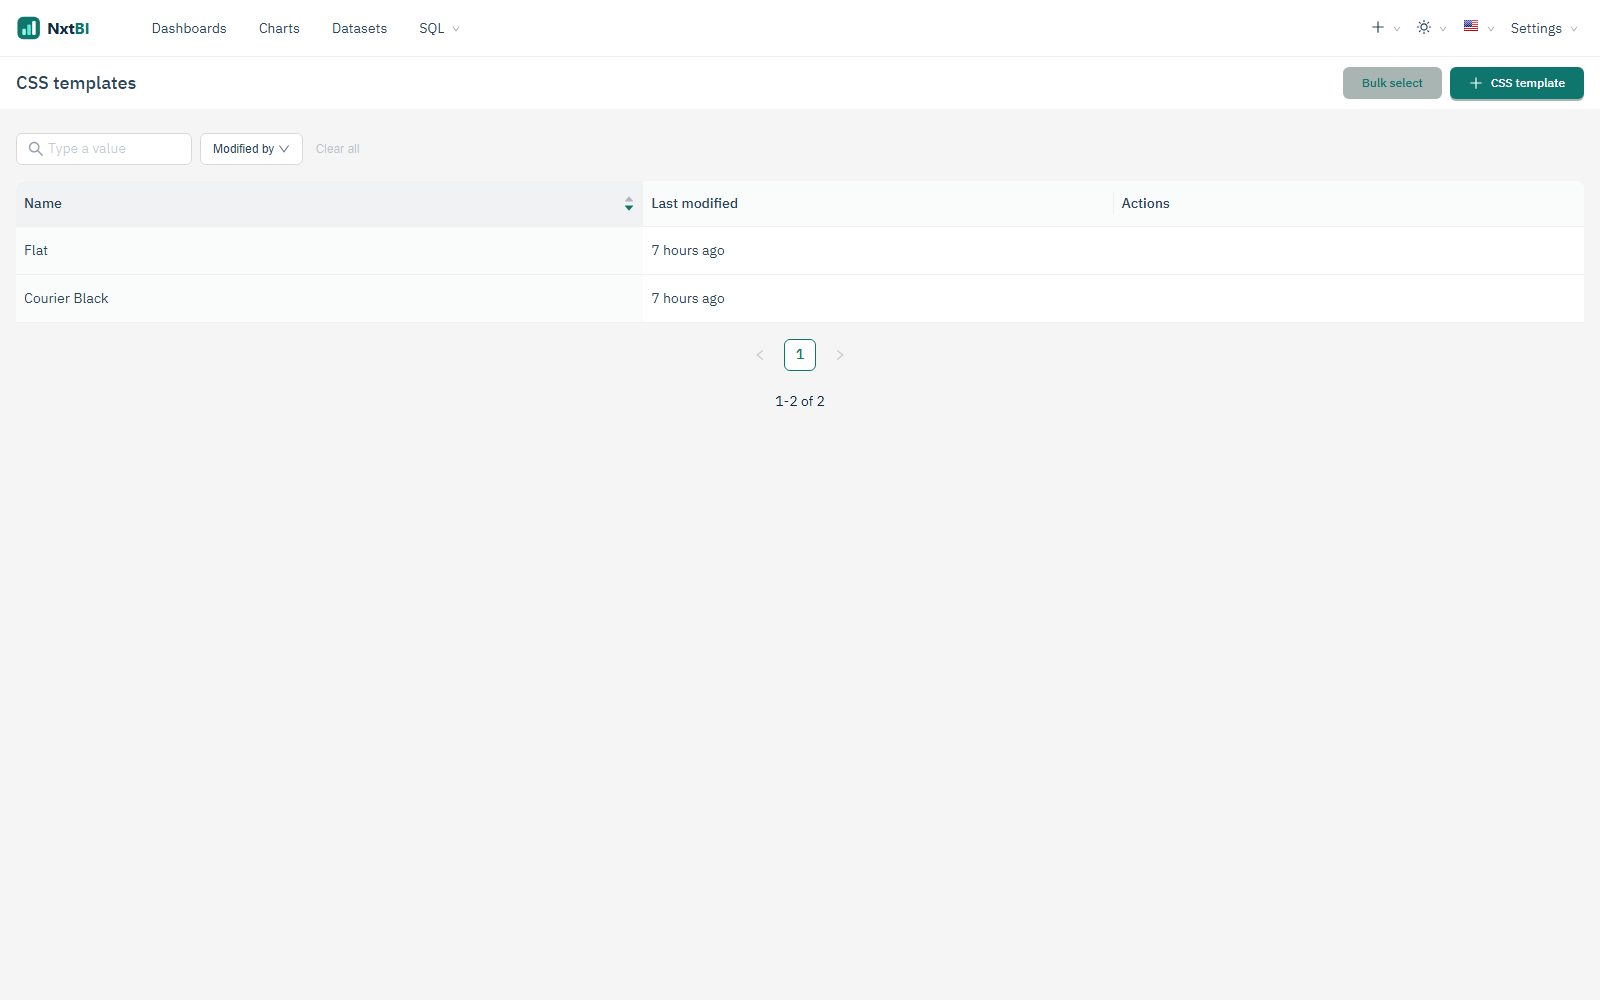 NxtBI Dashboards Charts Datasets SQL Settings
CSS templates Bulk select CSS template
Type a value Modified by Clear all
Name Last modified Actions
Flat 7 hours ago
Courier Black 7 hours ago
1
1-2 of 2